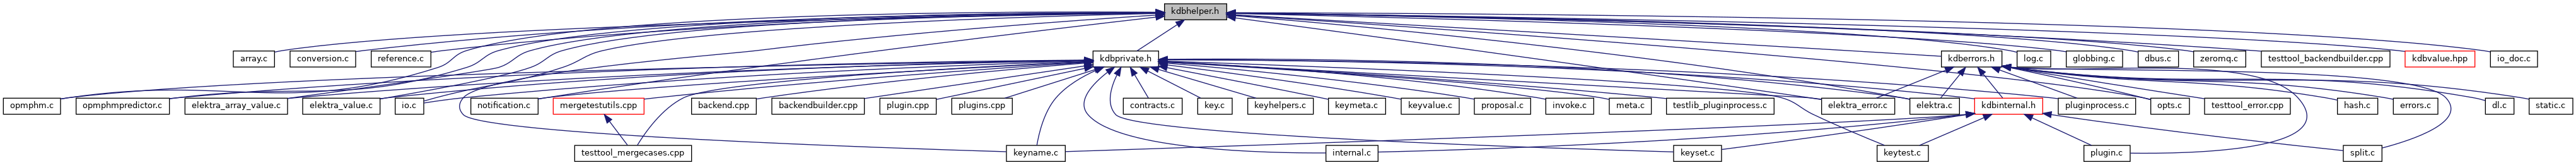 kdbhelper.h
array.c
conversion.c
reference.c
kdbprivate.h
kdberrors.h
log.c
globbing.c
dbus.c
zeromq.c
testtool_backendbuilder.cpp
kdbvalue.hpp
io_doc.c
opmphm.c
opmphmpredictor.c
elektra_array_value.c
elektra_value.c
io.c
notification.c
mergetestutils.cpp
backend.cpp
backendbuilder.cpp
plugin.cpp
plugins.cpp
contracts.c
key.c
keyhelpers.c
keymeta.c
keyvalue.c
proposal.c
invoke.c
meta.c
testlib_pluginprocess.c
elektra_error.c
elektra.c
kdbinternal.h
pluginprocess.c
opts.c
testtool_error.cpp
hash.c
errors.c
dl.c
static.c
testtool_mergecases.cpp
keyname.c
internal.c
keyset.c
keytest.c
plugin.c
split.c